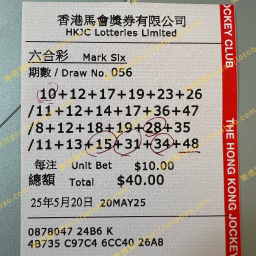 香港馬會獎券有限公司
HKJC Lotteries Limited
六合彩 Mark Six
期數 / Draw No. 056
10+12+17+19+23+26
/11+12+14+17+36+47
/8+12+18+19+28+35
/11+13+15+31+34+48
每注 Unit Bet $10.00
總額 Total $40.00
25年5月20日 20MAY25
0878047 24B6 K
4B735 C97C4 6CC40 26A8
JOCKEY CLUB
THE HONG KONG JOCKEY